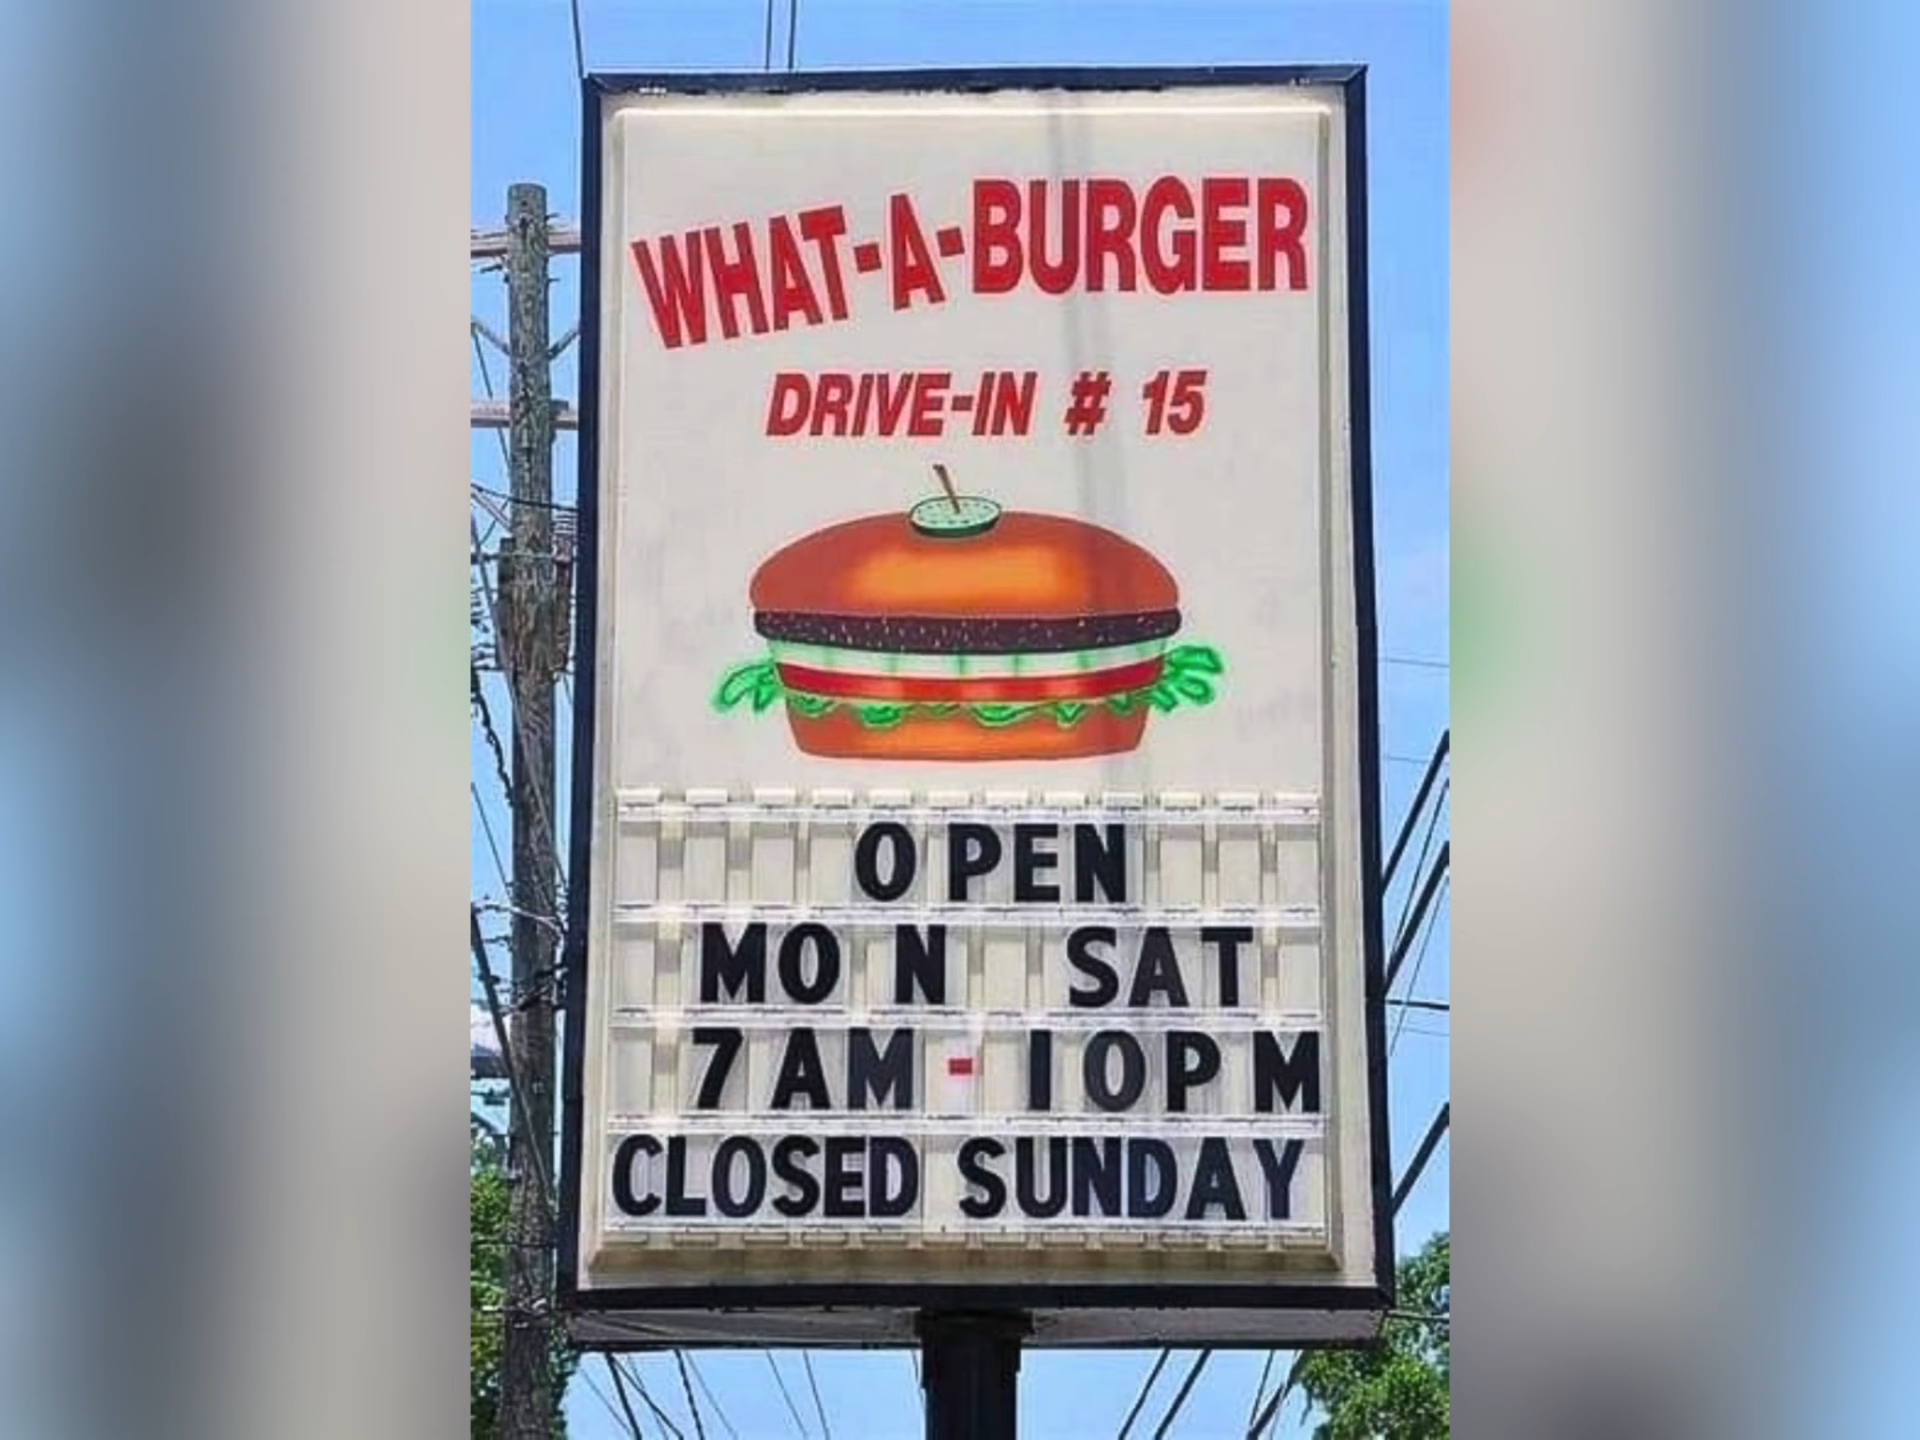 WHAT-A-BURGER
DRIVE-IN # 15
OPEN
MON SAT
7AM-10PM
CLOSED SUNDAY